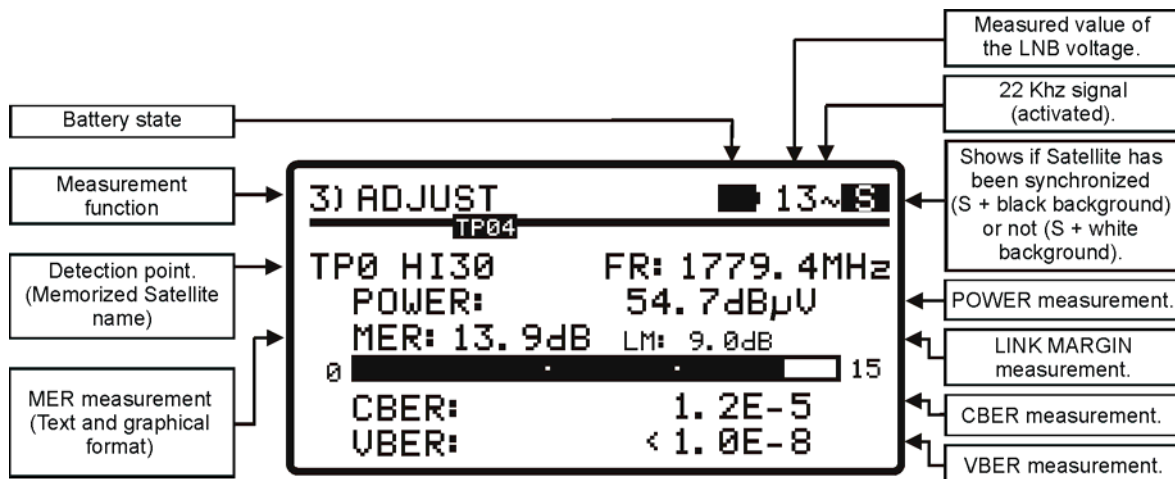 Measured value of
the LNB voltage.
22 Khz signal
(activated).
Battery state
Shows if Satellite has
been synchronized
(S + black background)
or not (S + white
background).
Measurement
function
3) ADJUST 13~ S
TP04
Detection point.
(Memorized Satellite
name)
TP0 HI30 FR: 1779.4MHz
POWER: 54.7dBµV
POWER measurement.
MER: 13.9dB LM: 9.0dB
LINK MARGIN
measurement.
0 15
MER measurement
(Text and graphical
format)
CBER: 1.2E-5
CBER measurement.
VBER: < 1.0E-8
VBER measurement.